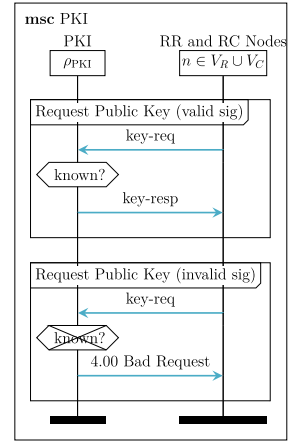 msc PKI
PKI
RR and RC Nodes
ρPKI
n ∈ VR ∪ VC
Request Public Key (valid sig)
key-req
known?
key-resp
Request Public Key (invalid sig)
key-req
known?
4.00 Bad Request